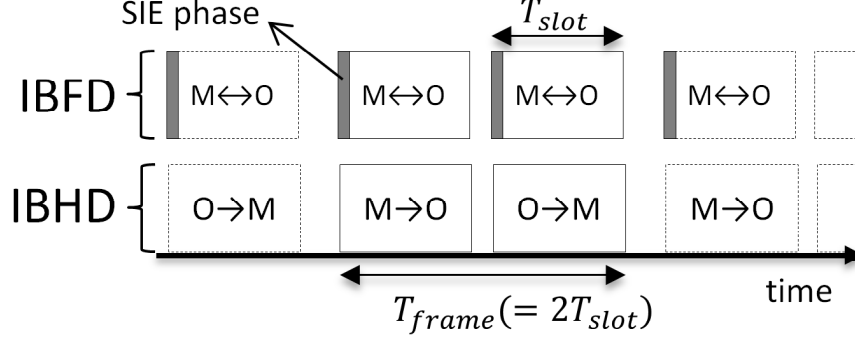 SIE phase
T_slot
IBFD
M↔O M↔O M↔O M↔O
IBHD
O→M M→O O→M M→O
time
T_frame(= 2T_slot)